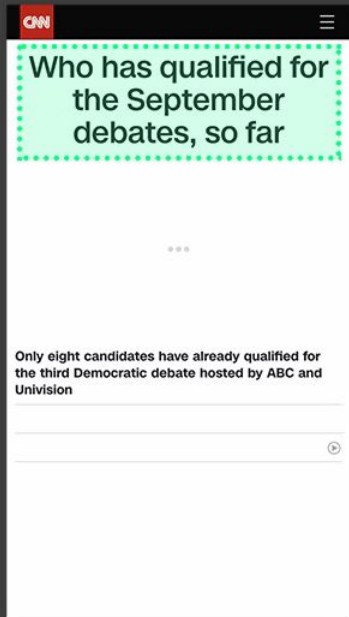 CNN
Who has qualified for
the September
debates, so far
Only eight candidates have already qualified for
the third Democratic debate hosted by ABC and
Univision